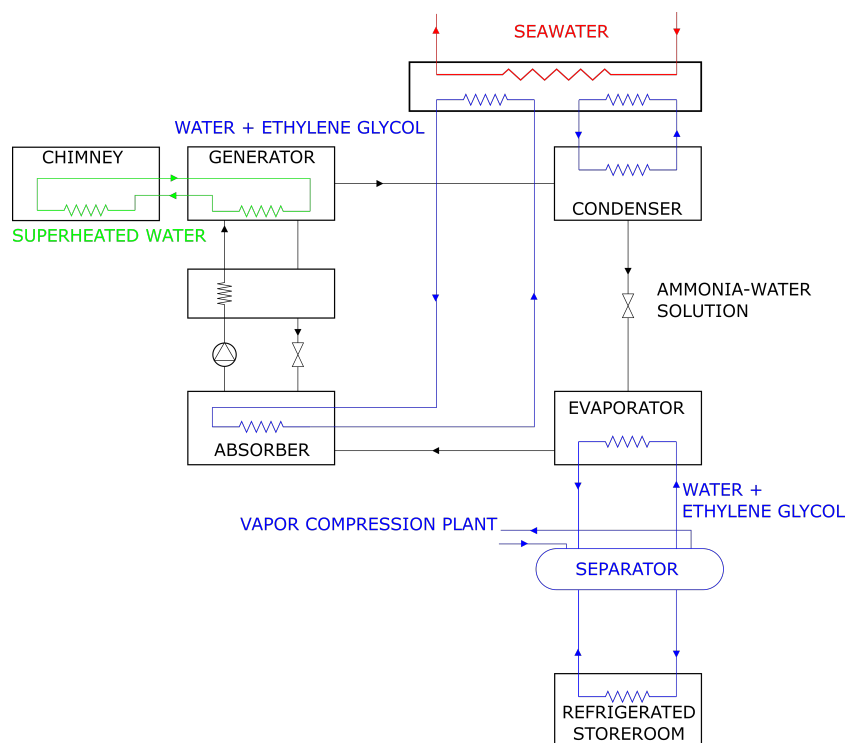 SEAWATER
WATER + ETHYLENE GLYCOL
CHIMNEY
GENERATOR
CONDENSER
SUPERHEATED WATER
AMMONIA-WATER
SOLUTION
EVAPORATOR
ABSORBER
WATER +
ETHYLENE GLYCOL
VAPOR COMPRESSION PLANT
SEPARATOR
REFRIGERATED
STOREROOM